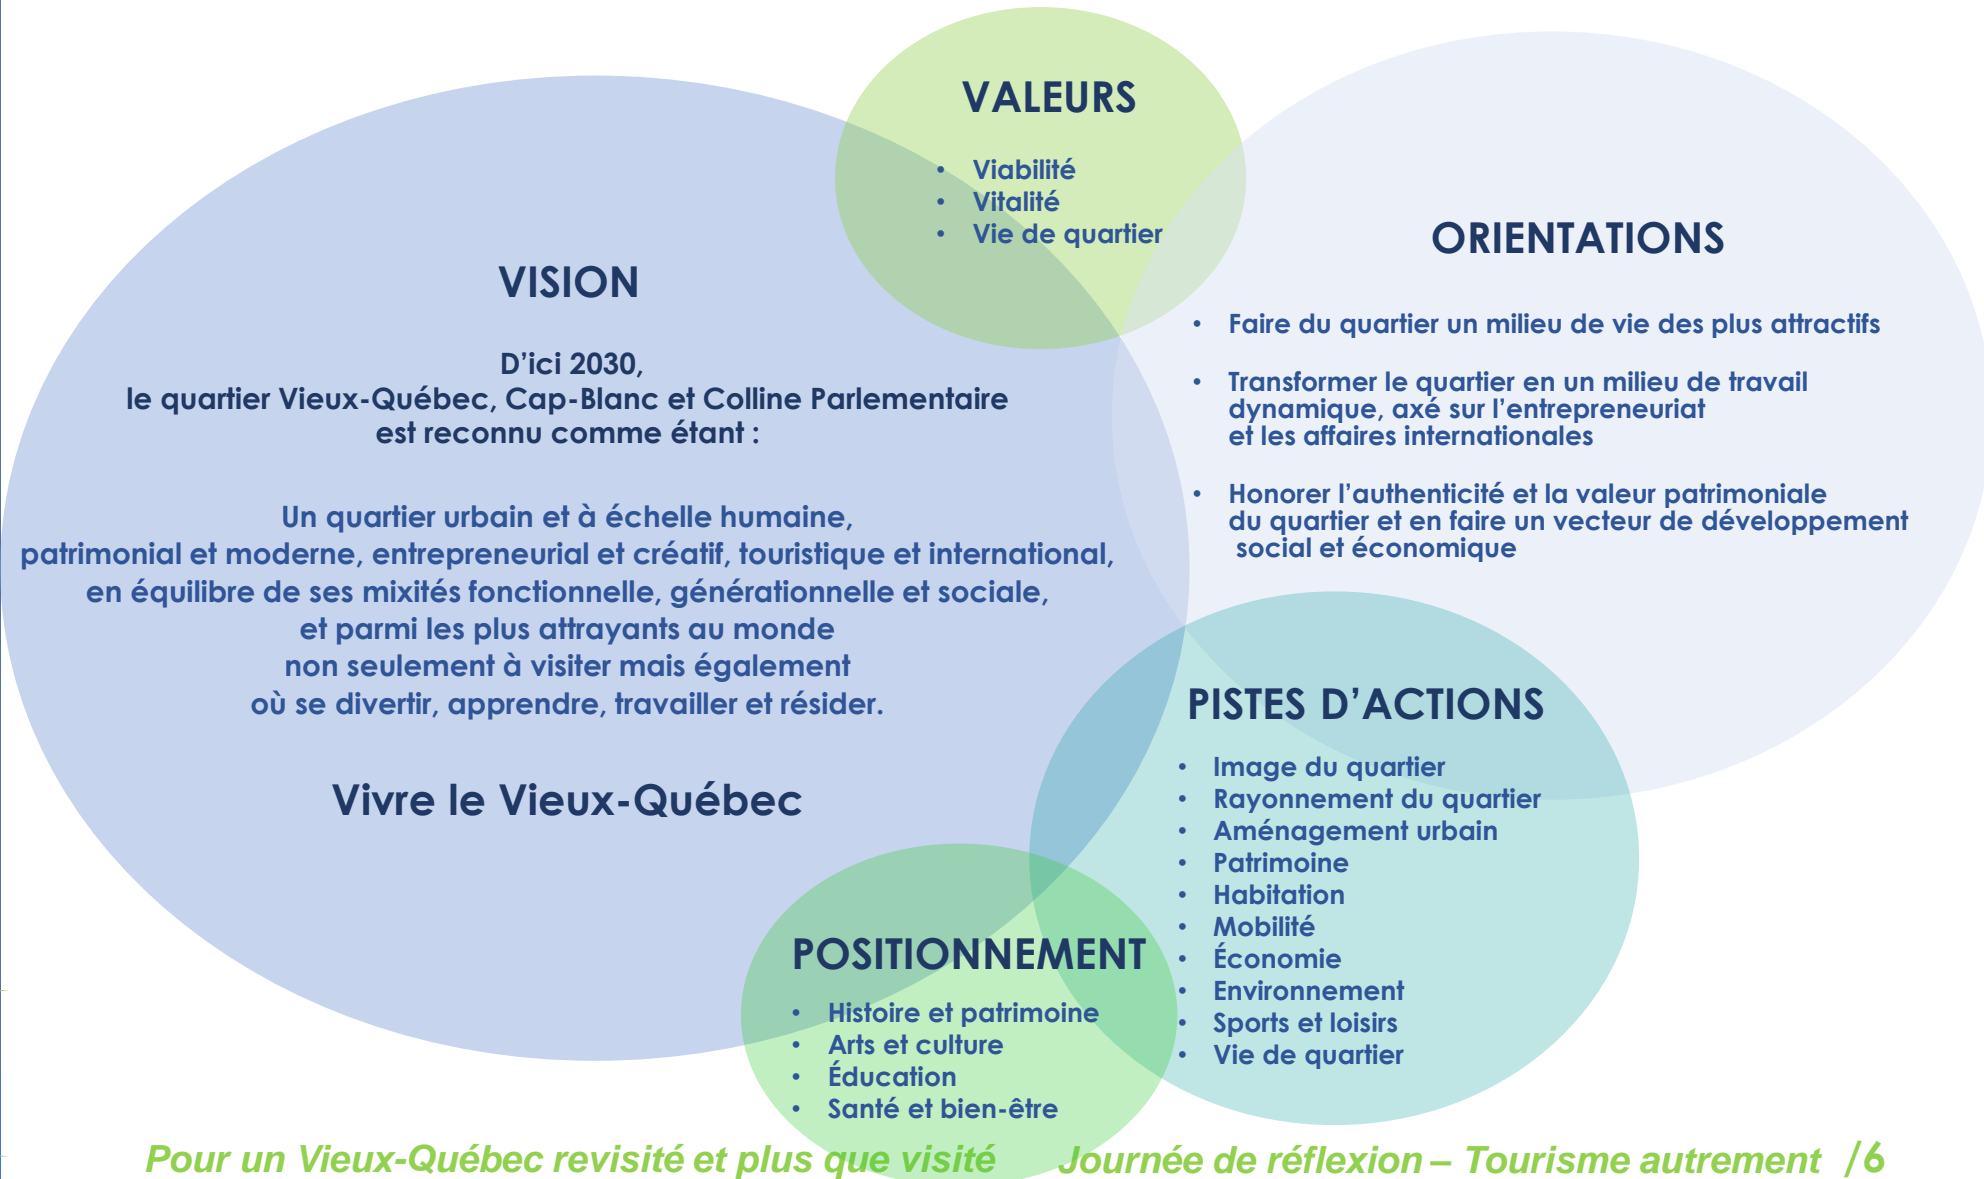 VALEURS
• Viabilité
• Vitalité
• Vie de quartier
VISION
D’ici 2030,
le quartier Vieux-Québec, Cap-Blanc et Colline Parlementaire
est reconnu comme étant :
Un quartier urbain et à échelle humaine,
patrimonial et moderne, entrepreneurial et créatif, touristique et international,
en équilibre de ses mixités fonctionnelle, générationnelle et sociale,
et parmi les plus attrayants au monde
non seulement à visiter mais également
où se divertir, apprendre, travailler et résider.
Vivre le Vieux-Québec
ORIENTATIONS
• Faire du quartier un milieu de vie des plus attractifs
• Transformer le quartier en un milieu de travail
dynamique, axé sur l’entrepreneuriat
et les affaires internationales
• Honorer l’authenticité et la valeur patrimoniale
du quartier et en faire un vecteur de développement
social et économique
PISTES D’ACTIONS
• Image du quartier
• Rayonnement du quartier
• Aménagement urbain
• Patrimoine
• Habitation
• Mobilité
• Économie
• Environnement
• Sports et loisirs
• Vie de quartier
POSITIONNEMENT
• Histoire et patrimoine
• Arts et culture
• Éducation
• Santé et bien-être
Pour un Vieux-Québec revisité et plus que visité Journée de réflexion – Tourisme autrement /6